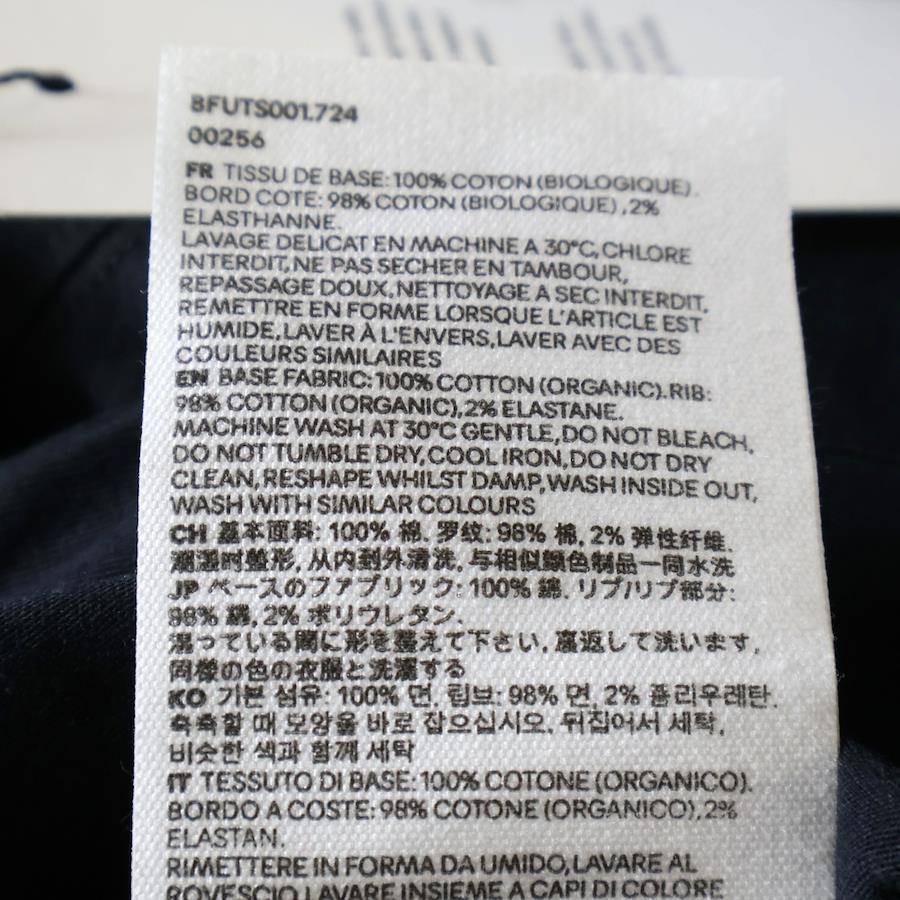 BFUTS001.724
00256
FR TISSU DE BASE: 100% COTON (BIOLOGIQUE).
BORD COTE: 98% COTON (BIOLOGIQUE), 2%
ELASTHANNE.
LAVAGE DELICAT EN MACHINE A 30°C, CHLORE
INTERDIT, NE PAS SECHER EN TAMBOUR,
REPASSAGE DOUX, NETTOYAGE A SEC INTERDIT,
REMETTRE EN FORME LORSQUE L'ARTICLE EST
HUMIDE, LAVER À L'ENVERS, LAVER AVEC DES
COULEURS SIMILAIRES
EN BASE FABRIC: 100% COTTON (ORGANIC). RIB:
98% COTTON (ORGANIC), 2% ELASTANE.
MACHINE WASH AT 30°C GENTLE, DO NOT BLEACH,
DO NOT TUMBLE DRY, COOL IRON, DO NOT DRY
CLEAN, RESHAPE WHILST DAMP, WASH INSIDE OUT,
WASH WITH SIMILAR COLOURS
CH 基本面料: 100% 棉. 罗纹: 98% 棉, 2% 弹性纤维.
潮湿时整形, 从内到外清洗, 与相似颜色制品一同水洗
JP ベースのファブリック: 100% 綿. リブ/リブ部分:
98% 綿, 2% ポリウレタン.
湿っている間に形を整えて下さい, 裏返して洗います,
同様の色の衣服と洗濯する
KO 기본 섬유: 100% 면. 립브: 98% 면, 2% 폴리우레탄.
축축할 때 모양을 바로 잡으십시오, 뒤집어서 세탁,
비슷한 색과 함께 세탁
IT TESSUTO DI BASE: 100% COTONE (ORGANICO).
BORDO A COSTE: 98% COTONE (ORGANICO), 2%
ELASTAN.
RIMETTERE IN FORMA DA UMIDO, LAVARE AL
ROVESCIO, LAVARE INSIEME A CAPI DI COLORE